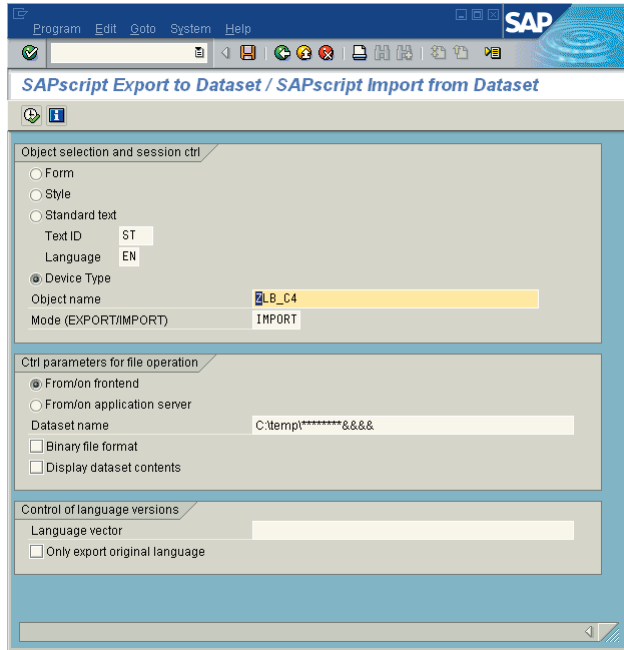 Program Edit Goto System Help
SAP
SAPscript Export to Dataset / SAPscript Import from Dataset
Object selection and session ctrl
Form
Style
Standard text
Text ID ST
Language EN
Device Type
Object name ZLB_C4
Mode (EXPORT/IMPORT) IMPORT
Ctrl parameters for file operation
From/on frontend
From/on application server
Dataset name C:\temp\********&&&&
Binary file format
Display dataset contents
Control of language versions
Language vector
Only export original language